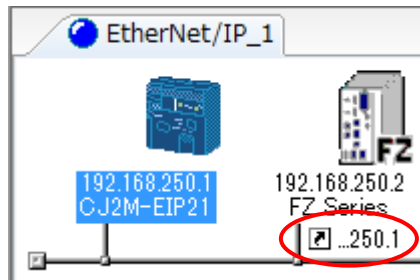 EtherNet/IP_1
FZ
192.168.250.1
CJ2M-EIP21
192.168.250.2
FZ Series
...250.1